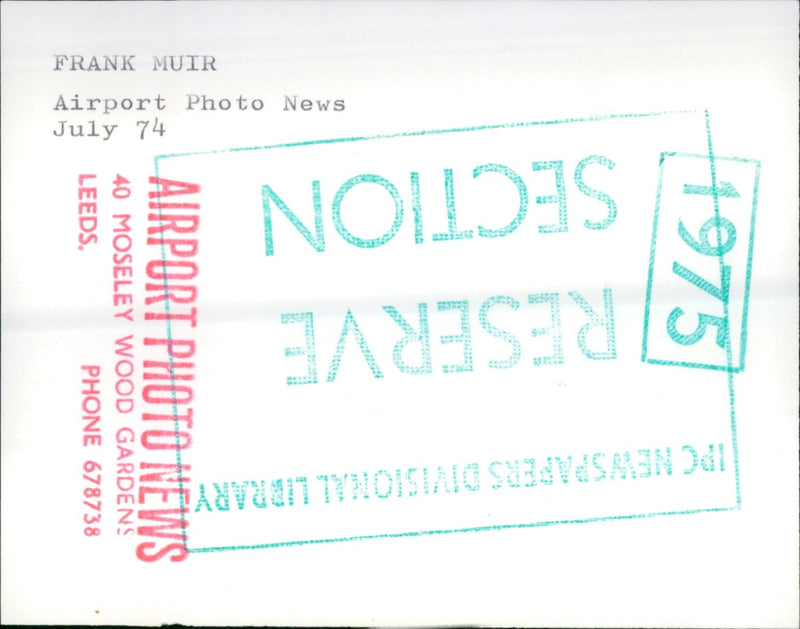 FRANK MUIR
Airport Photo News
July 74
AIRPORT PHOTO NEWS
40 MOSELEY WOOD GARDENS
LEEDS. PHONE 678738
IPC NEWSPAPERS DIVISIONAL LIBRARY
RESERVE
SECTION
1975